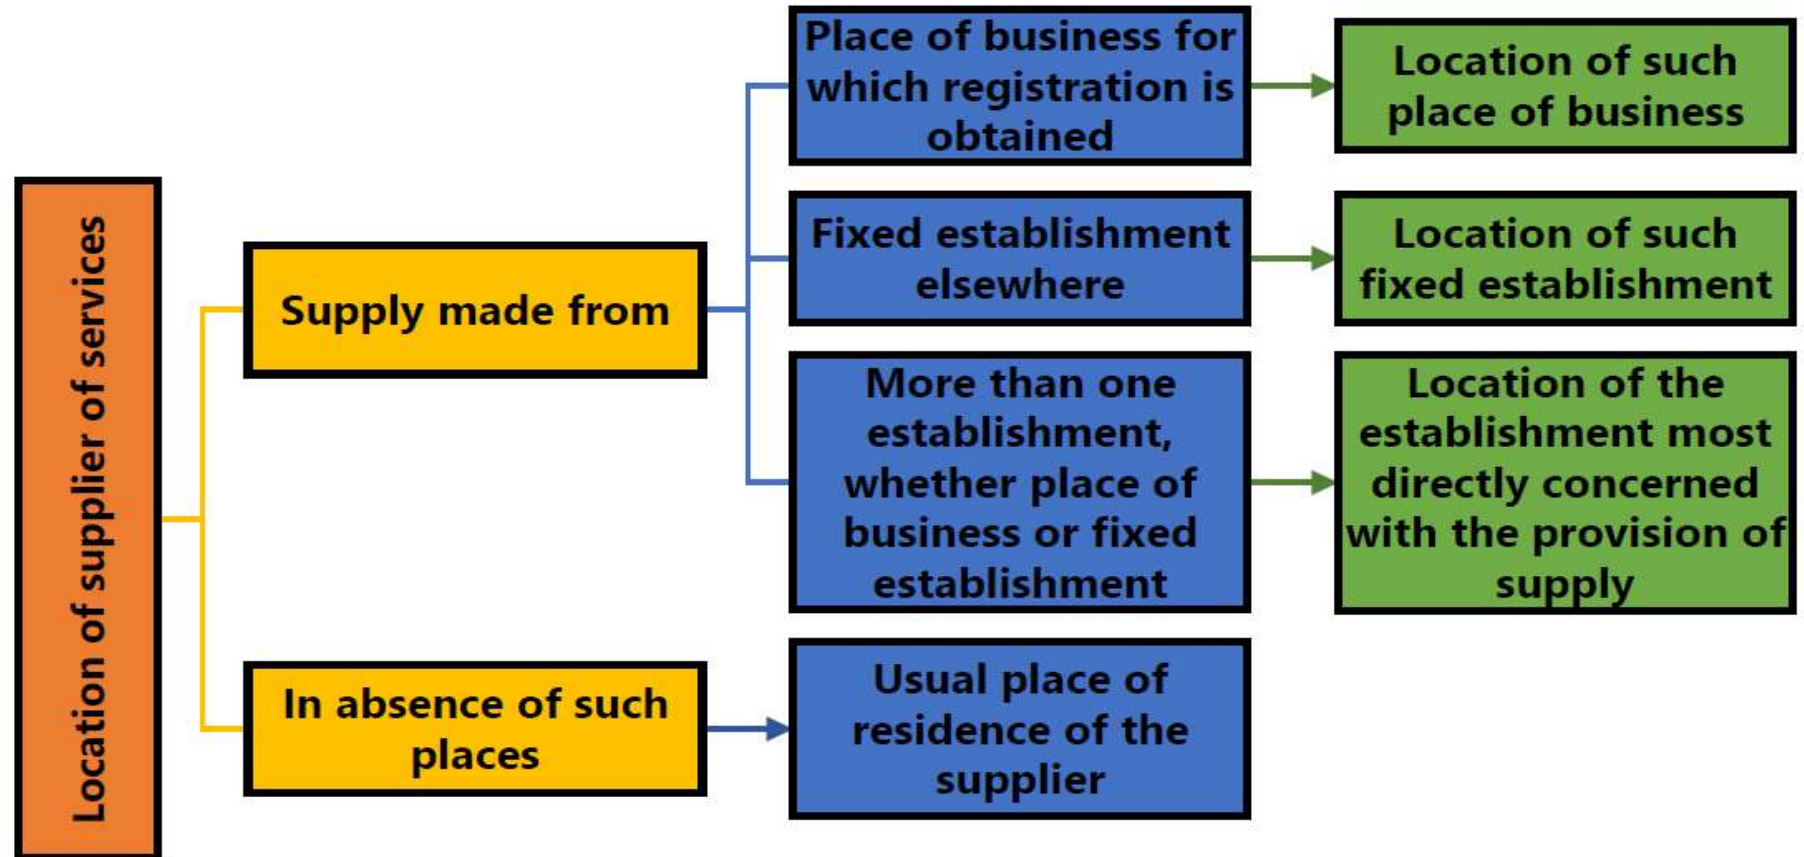 Location of supplier of services
Supply made from
Place of business for
which registration is
obtained
Location of such
place of business
Fixed establishment
elsewhere
Location of such
fixed establishment
More than one
establishment,
whether place of
business or fixed
establishment
Location of the
establishment most
directly concerned
with the provision of
supply
In absence of such
places
Usual place of
residence of the
supplier